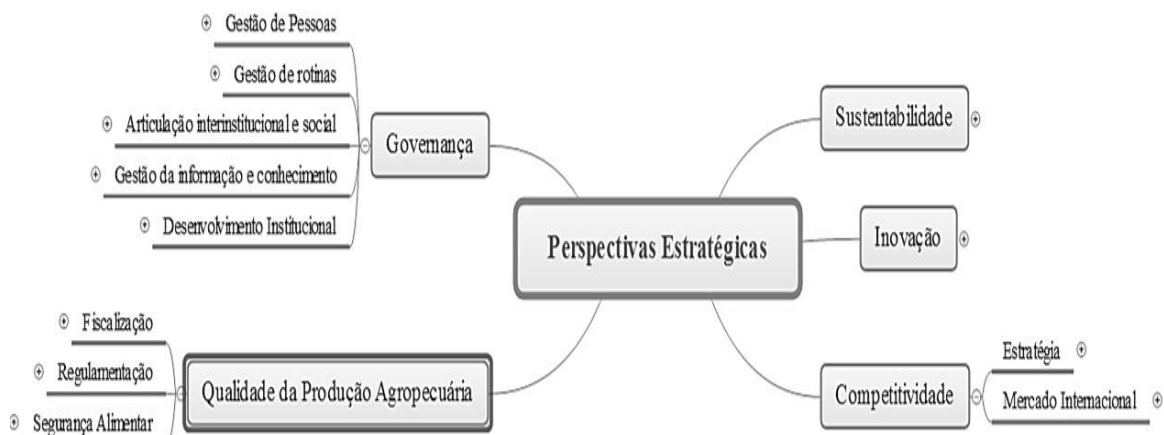 Gestão de Pessoas
Gestão de rotinas
Articulação interinstitucional e social
Gestão da informação e conhecimento
Desenvolvimento Institucional
Governança
Fiscalização
Regulamentação
Segurança Alimentar
Qualidade da Produção Agropecuária
Perspectivas Estratégicas
Sustentabilidade
Inovação
Competitividade
Estratégia
Mercado Internacional